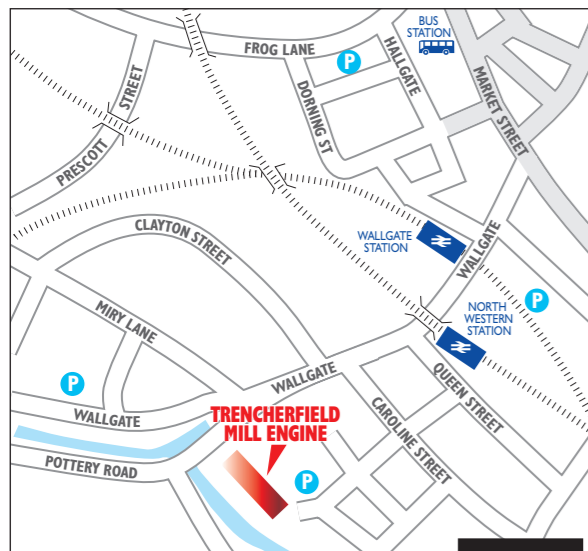 BUS
STATION
FROG LANE
P
HALLGATE
DORNING ST
MARKET STREET
PRESCOTT
STREET
WALLGATE
STATION
WALLGATE
CLAYTON STREET
NORTH
WESTERN
STATION
P
MIRY LANE
P
WALLGATE
QUEEN STREET
WALLGATE
TRENCHERFIELD
MILL ENGINE
CAROLINE STREET
POTTERY ROAD
P